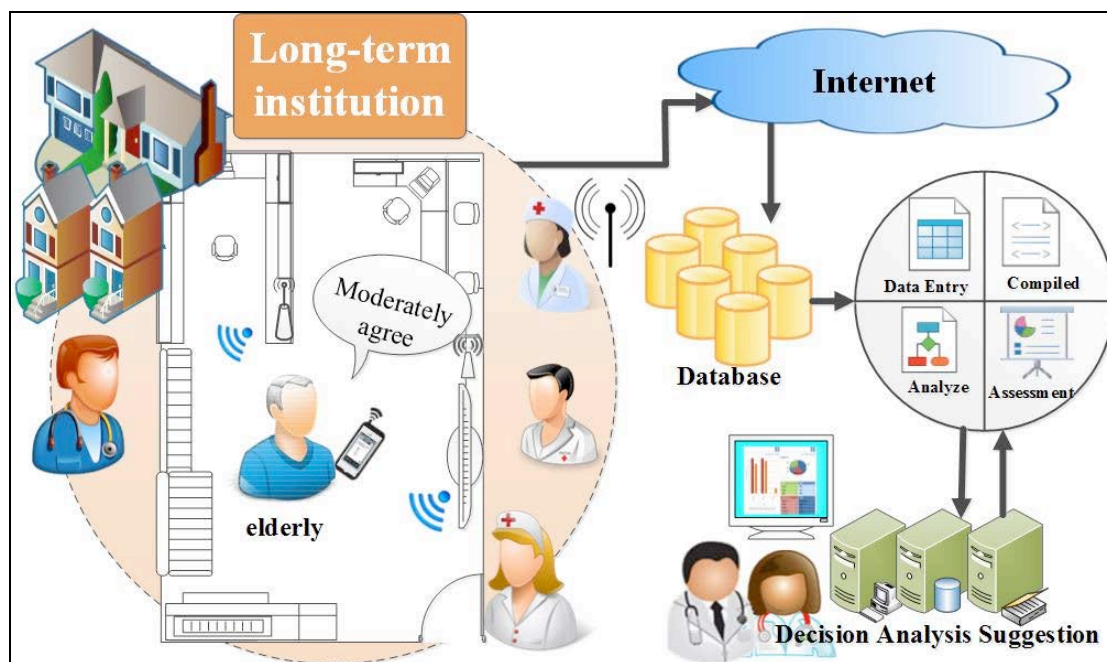 Long-term
institution
Internet
Moderately
agree
elderly
Database
Data Entry
Compiled
Analyze
Assessment
Decision Analysis Suggestion